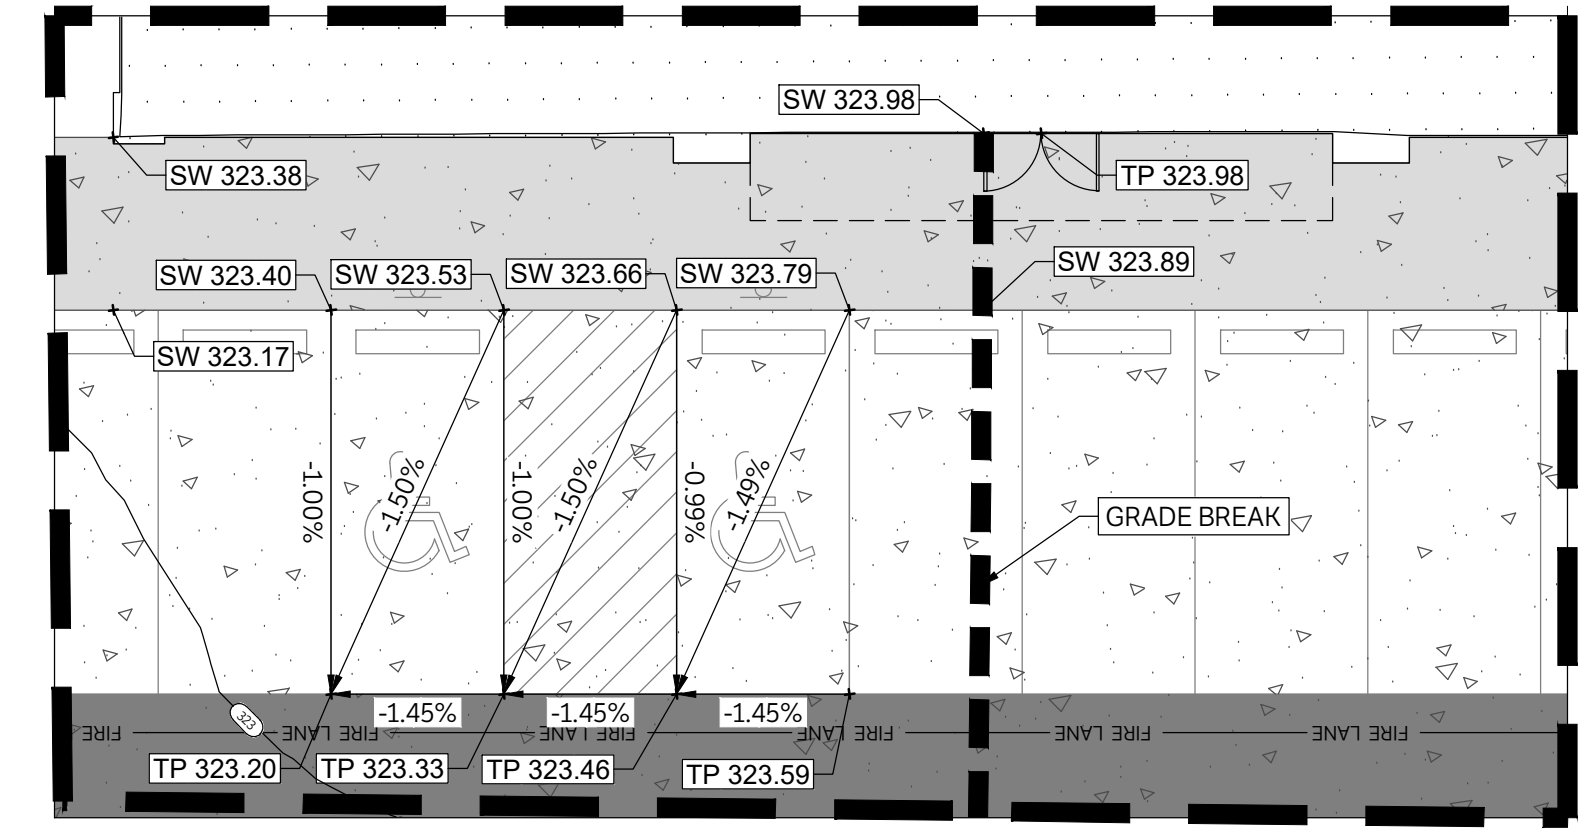 SW 323.98
SW 323.38
TP 323.98
SW 323.40
SW 323.53
SW 323.66
SW 323.79
SW 323.89
SW 323.17
-1.00%
-1.50%
-1.00%
-1.50%
-0.99%
-1.49%
GRADE BREAK
-1.45%
-1.45%
-1.45%
323
FIRE
FIRE LANE
FIRE LANE
FIRE LANE
FIRE LANE
FIRE LANE
TP 323.20
TP 323.33
TP 323.46
TP 323.59